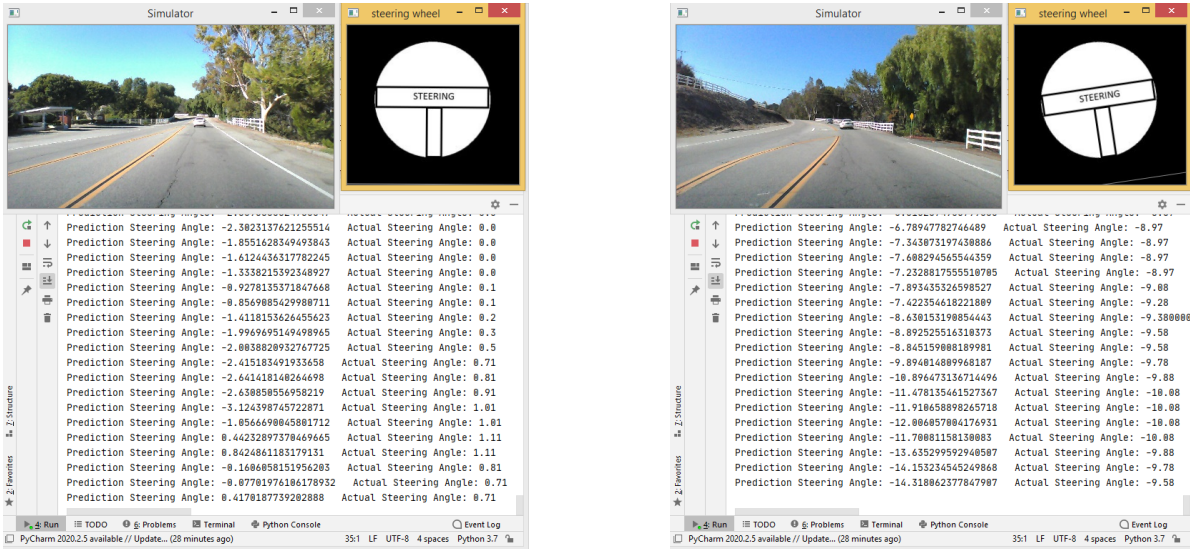 Simulator
steering wheel
STEERING
Prediction Steering Angle: -2.3023137621255514 Actual Steering Angle: 0.0
Prediction Steering Angle: -1.8551628349493843 Actual Steering Angle: 0.0
Prediction Steering Angle: -1.6124436317782245 Actual Steering Angle: 0.0
Prediction Steering Angle: -1.3338215392348927 Actual Steering Angle: 0.0
Prediction Steering Angle: -0.9278135371847668 Actual Steering Angle: 0.1
Prediction Steering Angle: -0.8569085429980711 Actual Steering Angle: 0.1
Prediction Steering Angle: -1.4118153626455623 Actual Steering Angle: 0.2
Prediction Steering Angle: -1.9969695149498965 Actual Steering Angle: 0.3
Prediction Steering Angle: -2.0038820932767725 Actual Steering Angle: 0.5
Prediction Steering Angle: -2.415183491933658 Actual Steering Angle: 0.71
Prediction Steering Angle: -2.641418140264698 Actual Steering Angle: 0.81
Prediction Steering Angle: -2.630850556958219 Actual Steering Angle: 0.91
Prediction Steering Angle: -3.124398745722871 Actual Steering Angle: 1.01
Prediction Steering Angle: -1.0566690045801712 Actual Steering Angle: 1.01
Prediction Steering Angle: 0.44232897370469665 Actual Steering Angle: 1.11
Prediction Steering Angle: 0.8424861183179131 Actual Steering Angle: 1.11
Prediction Steering Angle: -0.1606058151956203 Actual Steering Angle: 0.81
Prediction Steering Angle: -0.07701976106178932 Actual Steering Angle: 0.71
Prediction Steering Angle: 0.4170187739202888 Actual Steering Angle: 0.71
Z: Structure
2: Favorites
4: Run TODO 6: Problems Terminal Python Console Event Log
PyCharm 2020.2.5 available // Update... (28 minutes ago) 35:1 LF UTF-8 4 spaces Python 3.7
Simulator
steering wheel
STEERING
Prediction Steering Angle: -6.78947782746489 Actual Steering Angle: -8.97
Prediction Steering Angle: -7.343073197430886 Actual Steering Angle: -8.97
Prediction Steering Angle: -7.608294565544359 Actual Steering Angle: -8.97
Prediction Steering Angle: -7.2328817555510705 Actual Steering Angle: -8.97
Prediction Steering Angle: -7.893435326598527 Actual Steering Angle: -9.08
Prediction Steering Angle: -7.422354618221809 Actual Steering Angle: -9.28
Prediction Steering Angle: -8.630153190854443 Actual Steering Angle: -9.380000
Prediction Steering Angle: -8.892525516310373 Actual Steering Angle: -9.58
Prediction Steering Angle: -8.845159008189981 Actual Steering Angle: -9.58
Prediction Steering Angle: -9.894014809968187 Actual Steering Angle: -9.78
Prediction Steering Angle: -10.896473136714496 Actual Steering Angle: -9.88
Prediction Steering Angle: -11.478135461527367 Actual Steering Angle: -10.08
Prediction Steering Angle: -11.910658898265718 Actual Steering Angle: -10.08
Prediction Steering Angle: -12.006057004176931 Actual Steering Angle: -10.08
Prediction Steering Angle: -11.70081158130083 Actual Steering Angle: -10.08
Prediction Steering Angle: -13.635299592940507 Actual Steering Angle: -9.88
Prediction Steering Angle: -14.153234545249868 Actual Steering Angle: -9.78
Prediction Steering Angle: -14.318062377847907 Actual Steering Angle: -9.58
Z: Structure
2: Favorites
4: Run TODO 6: Problems Terminal Python Console Event Log
PyCharm 2020.2.5 available // Update... (28 minutes ago) 35:1 LF UTF-8 4 spaces Python 3.7